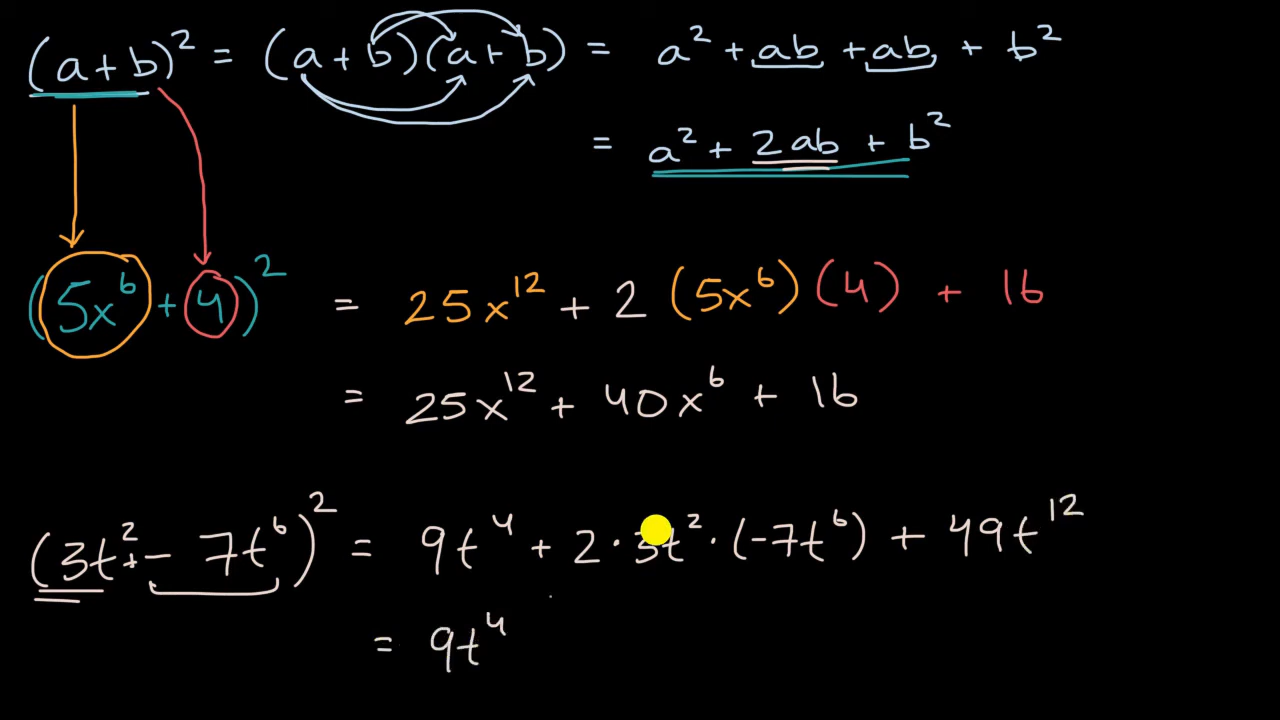 (a+b)² = (a+b)(a+b) = a² + ab + ab + b²
= a² + 2ab + b²
(5x⁶ + 4)² = 25x¹² + 2(5x⁶)(4) + 16
= 25x¹² + 40x⁶ + 16
(3t² + - 7t⁶)² = 9t⁴ + 2·3t²·(-7t⁶) + 49t¹²
= 9t⁴